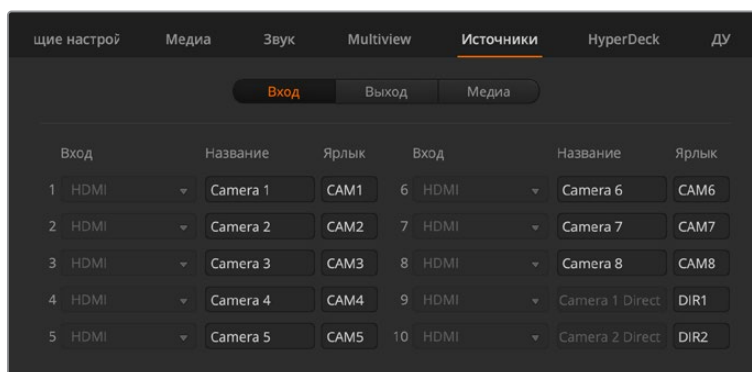 щие настрой Медиа Звук Multiview Источники HyperDeck ДУ
Вход Выход Медиа
Вход Название Ярлык Вход Название Ярлык
1 HDMI Camera 1 CAM1 6 HDMI Camera 6 CAM6
2 HDMI Camera 2 CAM2 7 HDMI Camera 7 CAM7
3 HDMI Camera 3 CAM3 8 HDMI Camera 8 CAM8
4 HDMI Camera 4 CAM4 9 HDMI Camera 1 Direct DIR1
5 HDMI Camera 5 CAM5 10 HDMI Camera 2 Direct DIR2